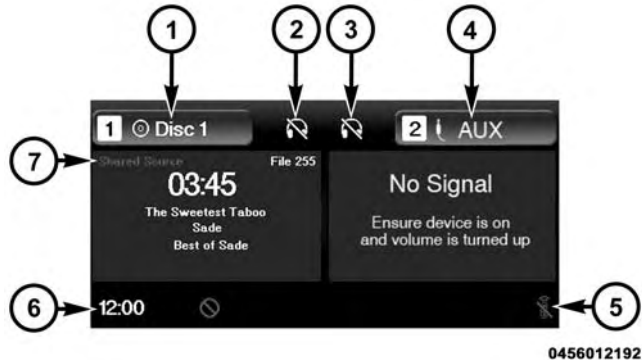 1 2 3 4
1 Disc 1
2 AUX
7
Shared Source File 255
03:45
The Sweetest Taboo
Sade
Best of Sade
No Signal
Ensure device is on
and volume is turned up
6 12:00 5
0456012192